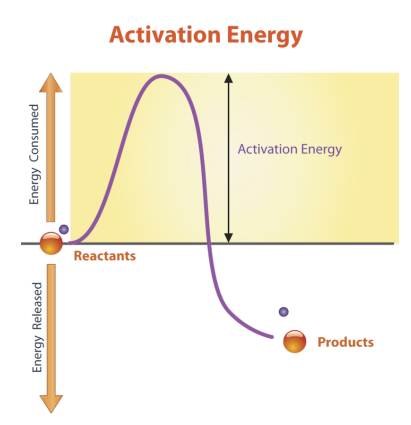 Activation Energy
Energy Consumed
Activation Energy
Reactants
Energy Released
Products